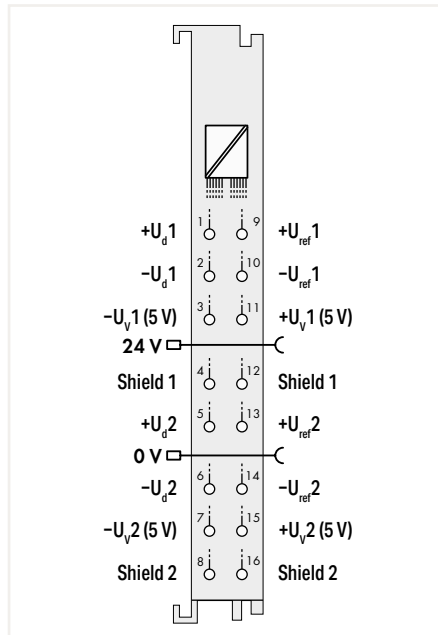 +Ud1 1 9 +Uref1
−Ud1 2 10 −Uref1
−UV1 (5 V) 3 11 +UV1 (5 V)
24 V
Shield 1 4 12 Shield 1
+Ud2 5 13 +Uref2
0 V
−Ud2 6 14 −Uref2
−UV2 (5 V) 7 15 +UV2 (5 V)
Shield 2 8 16 Shield 2